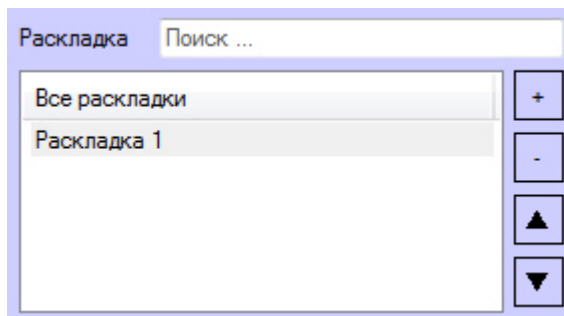 Раскладка Поиск ...
Все раскладки +
Раскладка 1
-
▲
▼